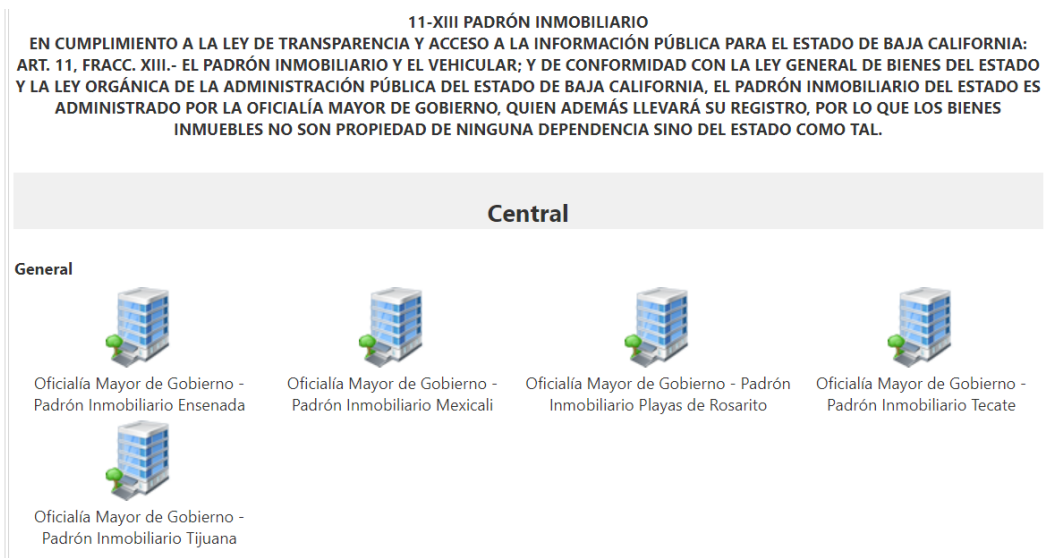 11-XIII PADRÓN INMOBILIARIO
EN CUMPLIMIENTO A LA LEY DE TRANSPARENCIA Y ACCESO A LA INFORMACIÓN PÚBLICA PARA EL ESTADO DE BAJA CALIFORNIA:
ART. 11, FRACC. XIII.- EL PADRÓN INMOBILIARIO Y EL VEHICULAR; Y DE CONFORMIDAD CON LA LEY GENERAL DE BIENES DEL ESTADO
Y LA LEY ORGÁNICA DE LA ADMINISTRACIÓN PÚBLICA DEL ESTADO DE BAJA CALIFORNIA, EL PADRÓN INMOBILIARIO DEL ESTADO ES
ADMINISTRADO POR LA OFICIALÍA MAYOR DE GOBIERNO, QUIEN ADEMÁS LLEVARÁ SU REGISTRO, POR LO QUE LOS BIENES
INMUEBLES NO SON PROPIEDAD DE NINGUNA DEPENDENCIA SINO DEL ESTADO COMO TAL.
Central
General
Oficialía Mayor de Gobierno -
Padrón Inmobiliario Ensenada
Oficialía Mayor de Gobierno -
Padrón Inmobiliario Mexicali
Oficialía Mayor de Gobierno - Padrón
Inmobiliario Playas de Rosarito
Oficialía Mayor de Gobierno -
Padrón Inmobiliario Tecate
Oficialía Mayor de Gobierno -
Padrón Inmobiliario Tijuana